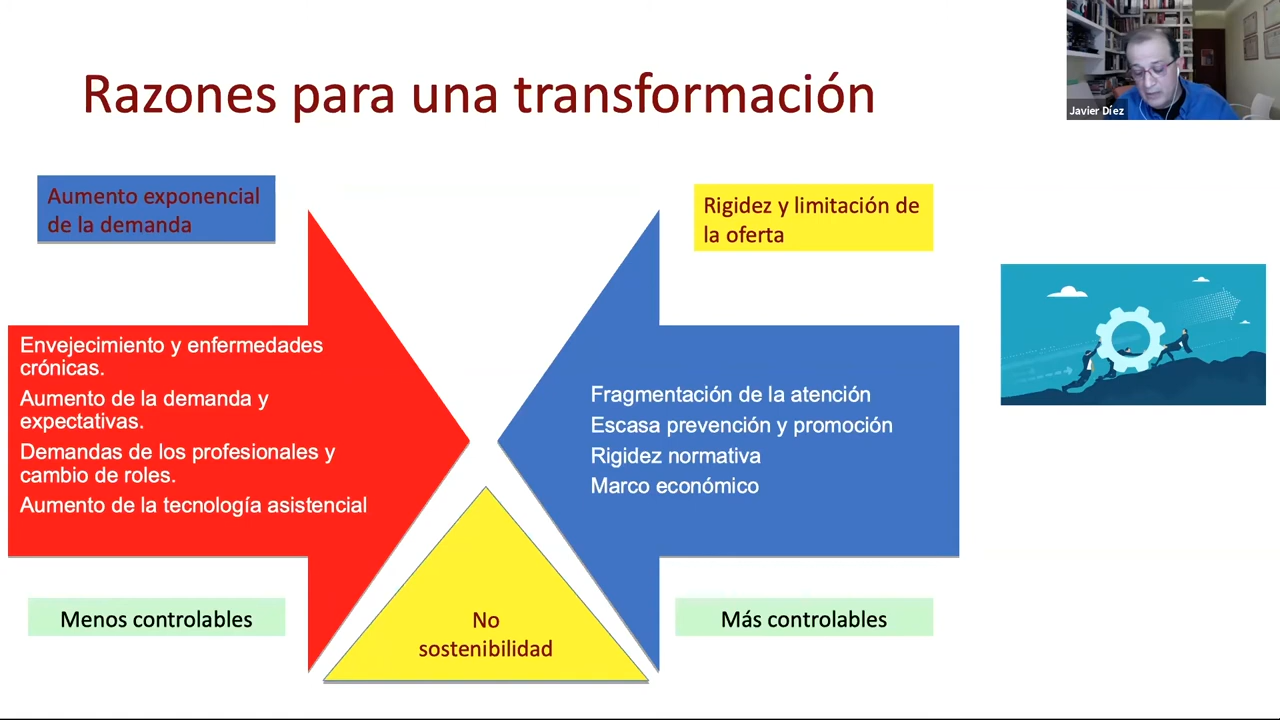 Razones para una transformación
Javier Díez
Aumento exponencial
de la demanda
Rigidez y limitación de
la oferta
Envejecimiento y enfermedades
crónicas.
Aumento de la demanda y
expectativas.
Demandas de los profesionales y
cambio de roles.
Aumento de la tecnología asistencial
Fragmentación de la atención
Escasa prevención y promoción
Rigidez normativa
Marco económico
Menos controlables
No
sostenibilidad
Más controlables